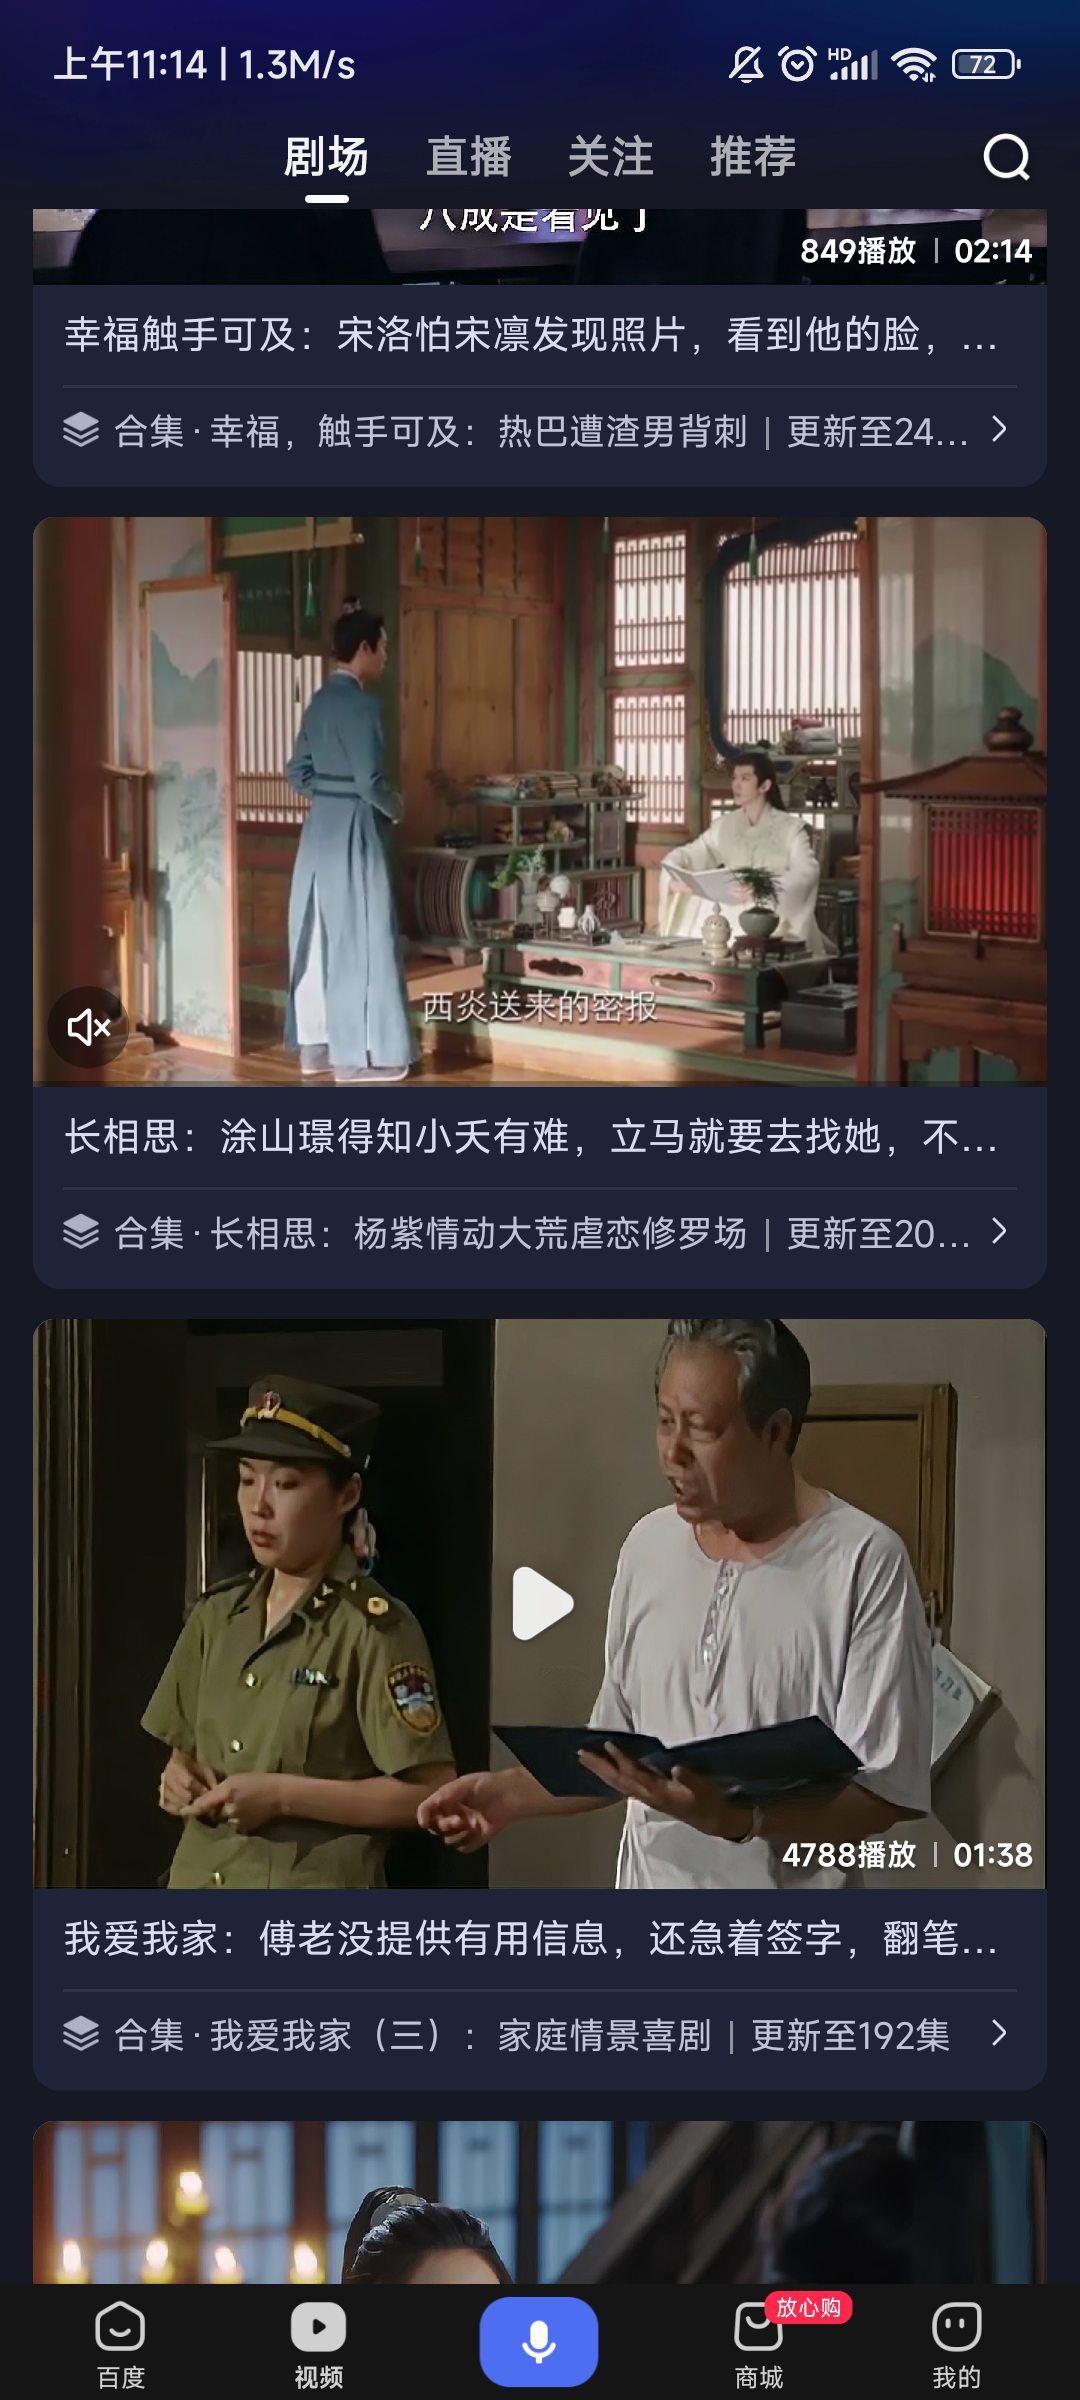 上午11:14 | 1.3M/s
HD
72
剧场 直播 关注 推荐
八成是看见了
849播放 | 02:14
幸福触手可及：宋洛怕宋凛发现照片，看到他的脸，...
合集·幸福，触手可及：热巴遭渣男背刺 | 更新至24...
西炎送来的密报
长相思：涂山璟得知小夭有难，立马就要去找她，不...
合集·长相思：杨紫情动大荒虐恋修罗场 | 更新至20...
4788播放 | 01:38
我爱我家：傅老没提供有用信息，还急着签字，翻笔...
合集·我爱我家（三）：家庭情景喜剧 | 更新至192集
放心购
百度 视频 商城 我的